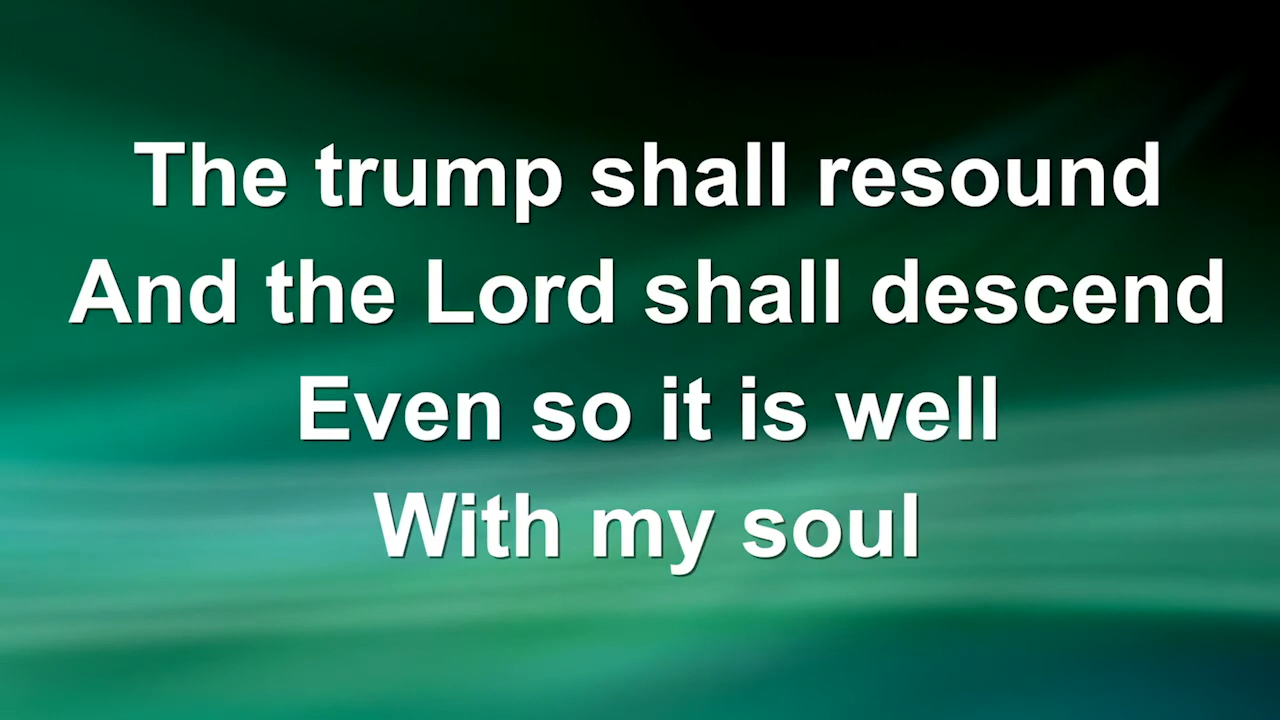 The trump shall resound
And the Lord shall descend
Even so it is well
With my soul